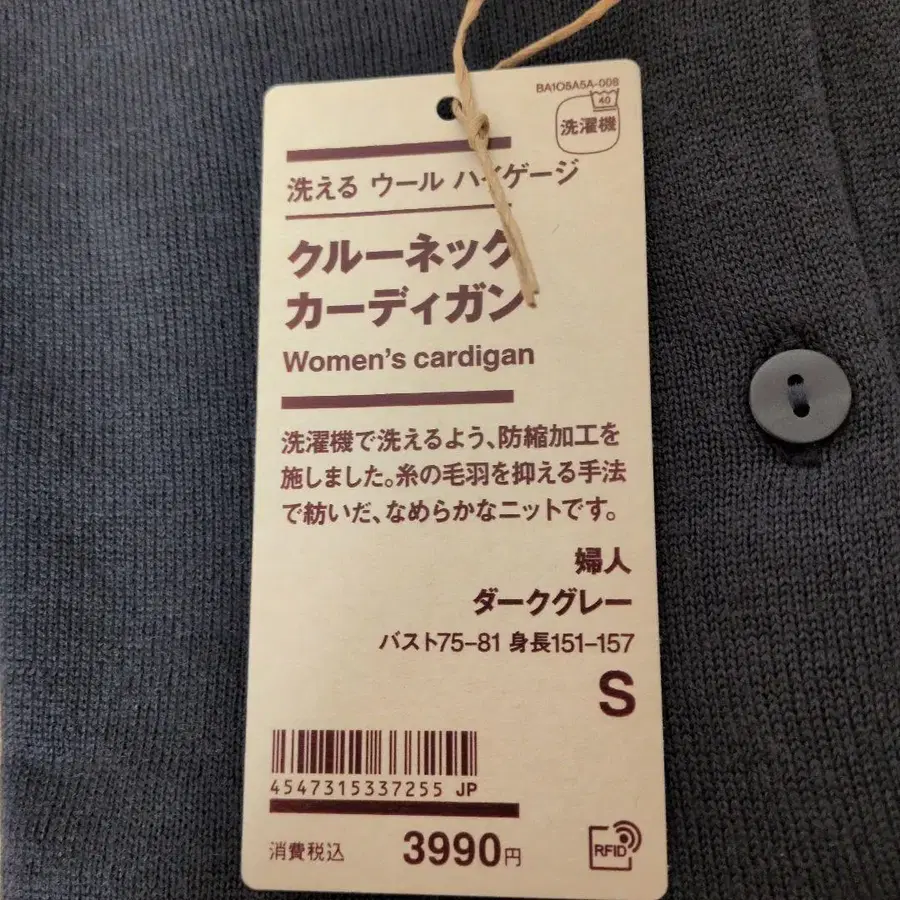 BA1O5A5A-008
40
洗濯機
洗える ウール ハイゲージ
クルーネック
カーディガン
Women's cardigan
洗濯機で洗えるよう、防縮加工を
施しました。糸の毛羽を抑える手法
で紡いだ、なめらかなニットです。
婦人
ダークグレー
バスト75–81 身長151–157
S
4547315337255 JP
消費税込 3990円
RFID